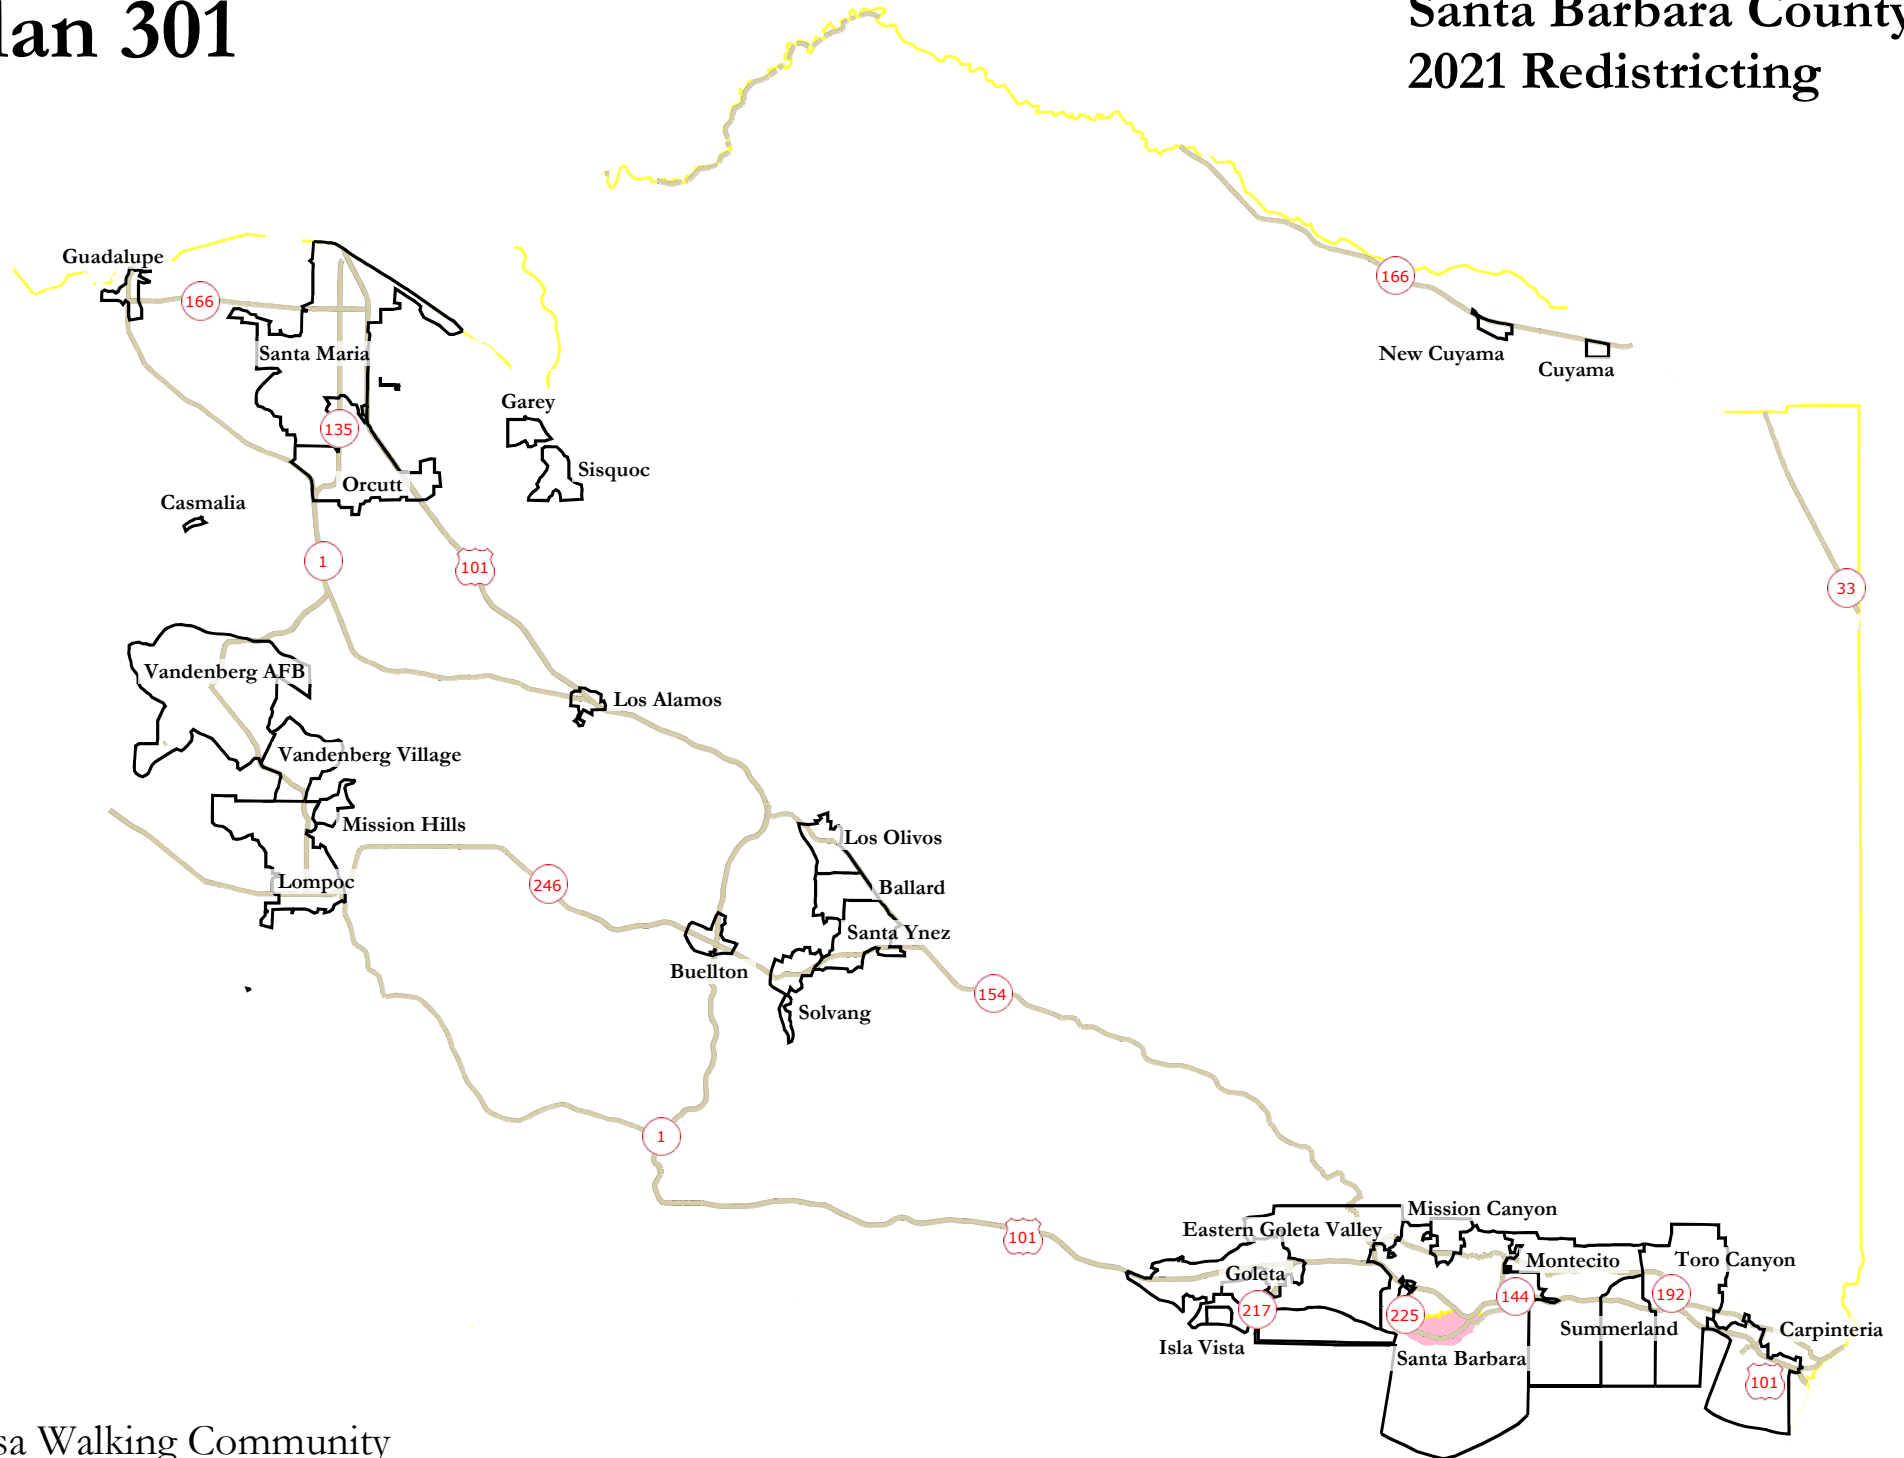 lan 301
Santa Barbara County
2021 Redistricting
Guadalupe
166
166
Santa Maria
New Cuyama
Cuyama
Garey
135
Sisquoc
Orcutt
Casmalia
1
101
33
Vandenberg AFB
Los Alamos
Vandenberg Village
Mission Hills
Los Olivos
Lompoc
246
Ballard
Santa Ynez
Buellton
154
Solvang
1
Mission Canyon
Eastern Goleta Valley
101
Montecito
Toro Canyon
Goleta
217
225
144
192
Summerland
Carpinteria
Isla Vista
Santa Barbara
101
sa Walking Community